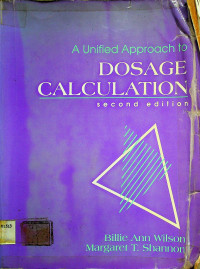 A Unified Approach to
DOSAGE
CALCULATION
second edition
Billie Ann Wilson
Margaret T. Shannon